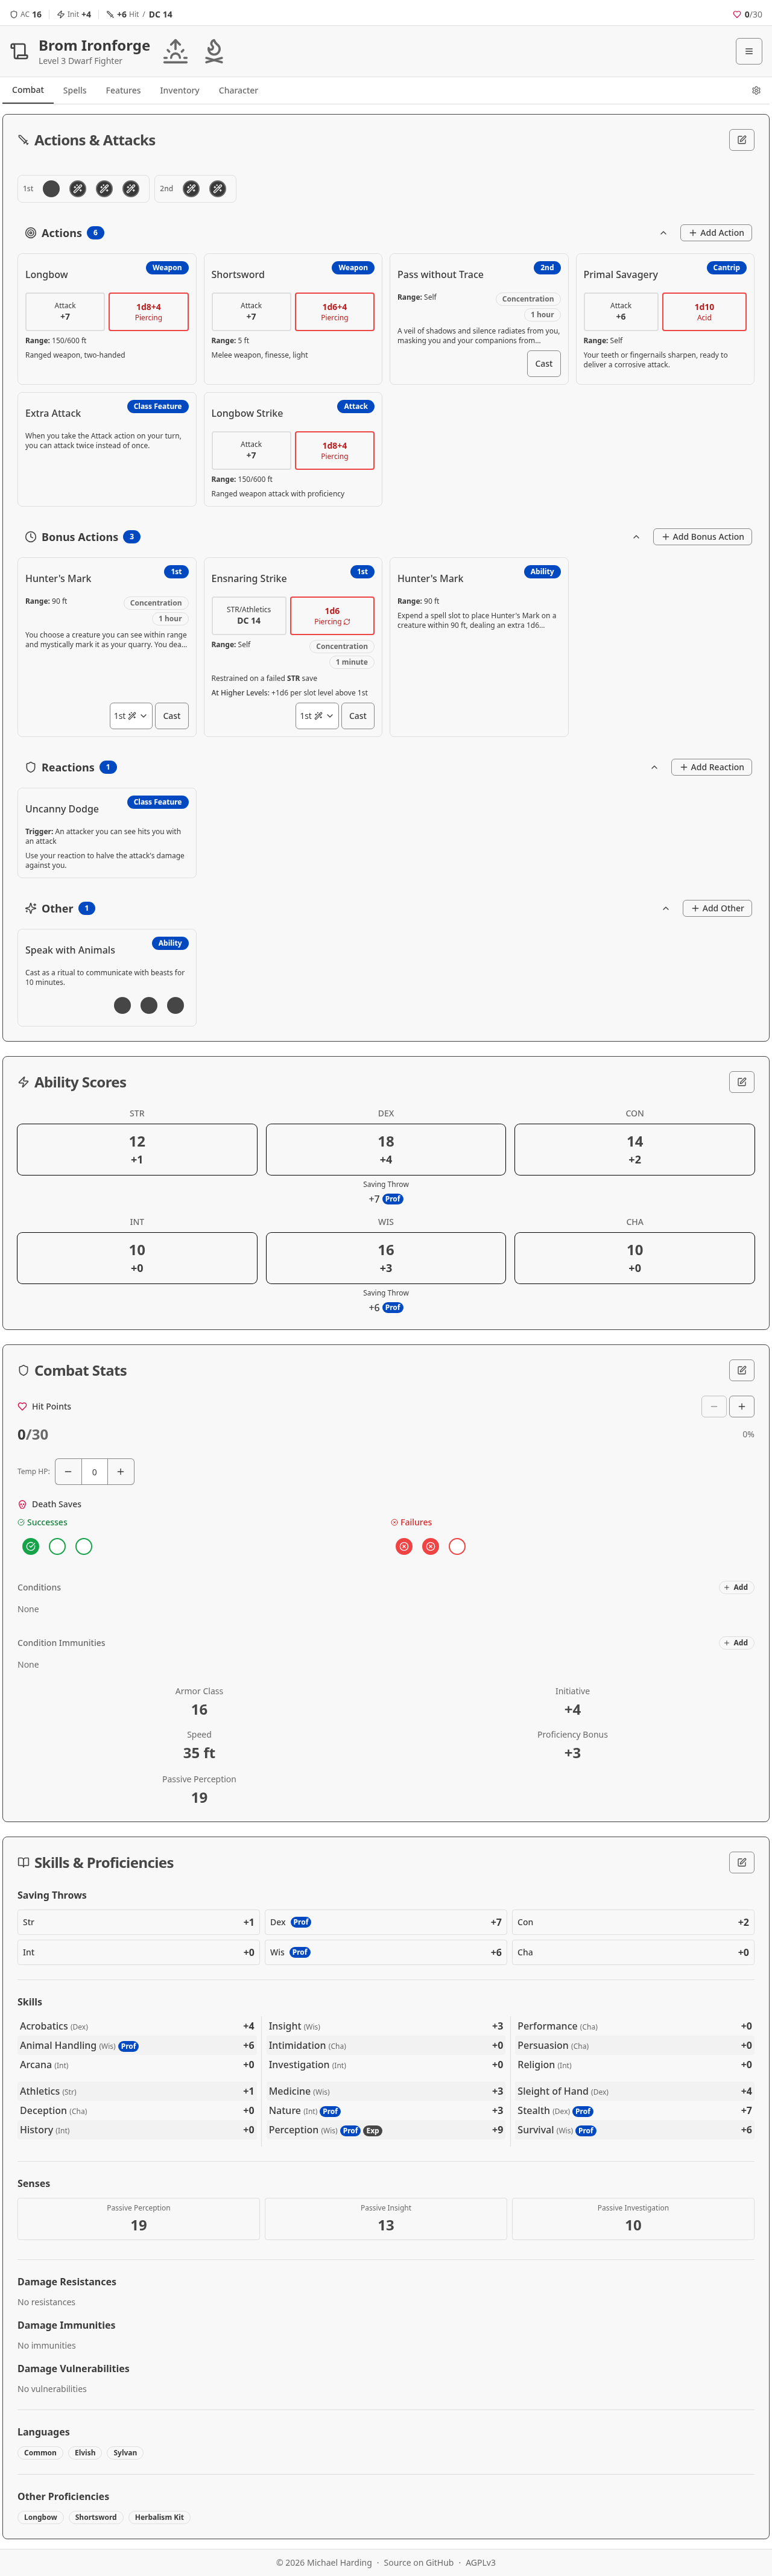 AC 16 Init +4 +6 Hit / DC 14 0/30
Brom Ironforge
Level 3 Dwarf Fighter
Combat Spells Features Inventory Character
Actions & Attacks
1st 2nd
Actions 6 Add Action
Longbow Weapon
Attack
+7
1d8+4
Piercing
Range: 150/600 ft
Ranged weapon, two-handed
Shortsword Weapon
Attack
+7
1d6+4
Piercing
Range: 5 ft
Melee weapon, finesse, light
Pass without Trace 2nd
Range: Self Concentration
1 hour
A veil of shadows and silence radiates from you,
masking you and your companions from...
Cast
Primal Savagery Cantrip
Attack
+6
1d10
Acid
Range: Self
Your teeth or fingernails sharpen, ready to
deliver a corrosive attack.
Extra Attack Class Feature
When you take the Attack action on your turn,
you can attack twice instead of once.
Longbow Strike Attack
Attack
+7
1d8+4
Piercing
Range: 150/600 ft
Ranged weapon attack with proficiency
Bonus Actions 3 Add Bonus Action
Hunter's Mark 1st
Range: 90 ft Concentration
1 hour
You choose a creature you can see within range
and mystically mark it as your quarry. You dea...
1st Cast
Ensnaring Strike 1st
STR/Athletics
DC 14
1d6
Piercing
Range: Self Concentration
1 minute
Restrained on a failed STR save
At Higher Levels: +1d6 per slot level above 1st
1st Cast
Hunter's Mark Ability
Range: 90 ft
Expend a spell slot to place Hunter's Mark on a
creature within 90 ft, dealing an extra 1d6...
Reactions 1 Add Reaction
Uncanny Dodge Class Feature
Trigger: An attacker you can see hits you with
an attack
Use your reaction to halve the attack's damage
against you.
Other 1 Add Other
Speak with Animals Ability
Cast as a ritual to communicate with beasts for
10 minutes.
Ability Scores
STR DEX CON
12 18 14
+1 +4 +2
Saving Throw
+7 Prof
INT WIS CHA
10 16 10
+0 +3 +0
Saving Throw
+6 Prof
Combat Stats
Hit Points
0/30 0%
Temp HP: 0
Death Saves
Successes Failures
Conditions Add
None
Condition Immunities Add
None
Armor Class Initiative
16 +4
Speed Proficiency Bonus
35 ft +3
Passive Perception
19
Skills & Proficiencies
Saving Throws
Str +1 Dex Prof +7 Con +2
Int +0 Wis Prof +6 Cha +0
Skills
Acrobatics (Dex) +4 Insight (Wis) +3 Performance (Cha) +0
Animal Handling (Wis) Prof +6 Intimidation (Cha) +0 Persuasion (Cha) +0
Arcana (Int) +0 Investigation (Int) +0 Religion (Int) +0
Athletics (Str) +1 Medicine (Wis) +3 Sleight of Hand (Dex) +4
Deception (Cha) +0 Nature (Int) Prof +3 Stealth (Dex) Prof +7
History (Int) +0 Perception (Wis) Prof Exp +9 Survival (Wis) Prof +6
Senses
Passive Perception Passive Insight Passive Investigation
19 13 10
Damage Resistances
No resistances
Damage Immunities
No immunities
Damage Vulnerabilities
No vulnerabilities
Languages
Common Elvish Sylvan
Other Proficiencies
Longbow Shortsword Herbalism Kit
© 2026 Michael Harding · Source on GitHub · AGPLv3